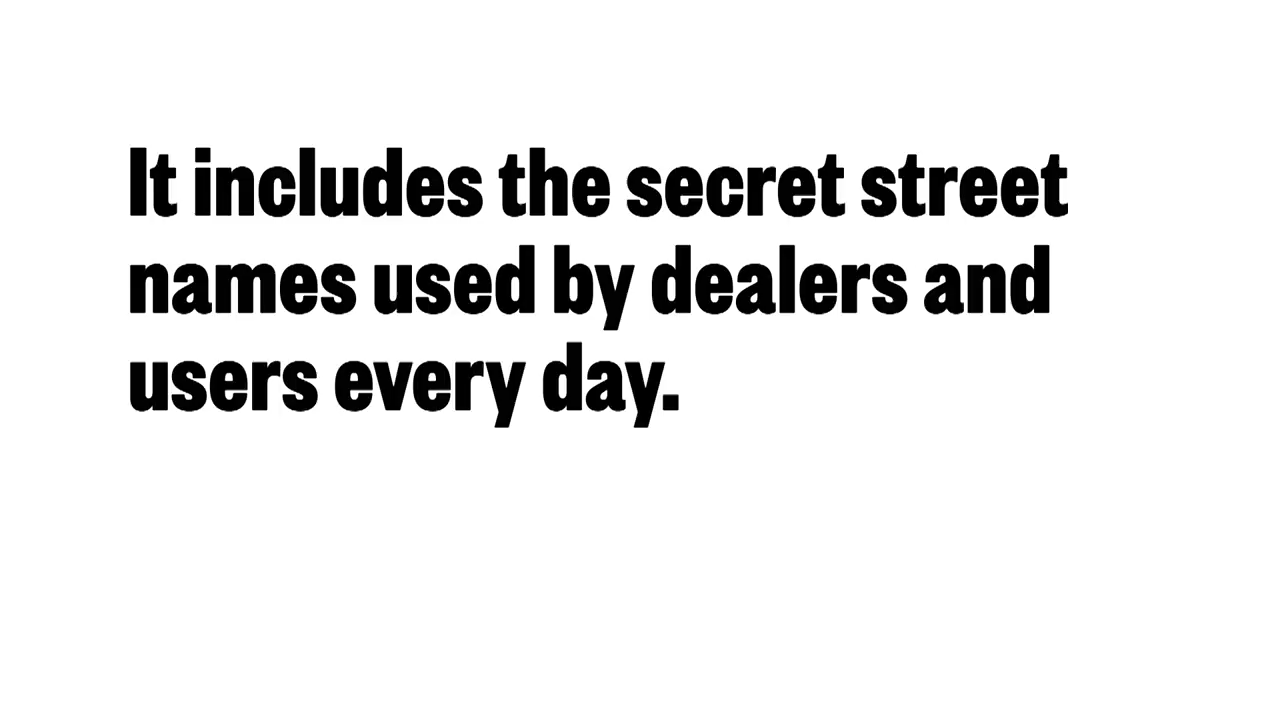 It includes the secret street
names used by dealers and
users every day.